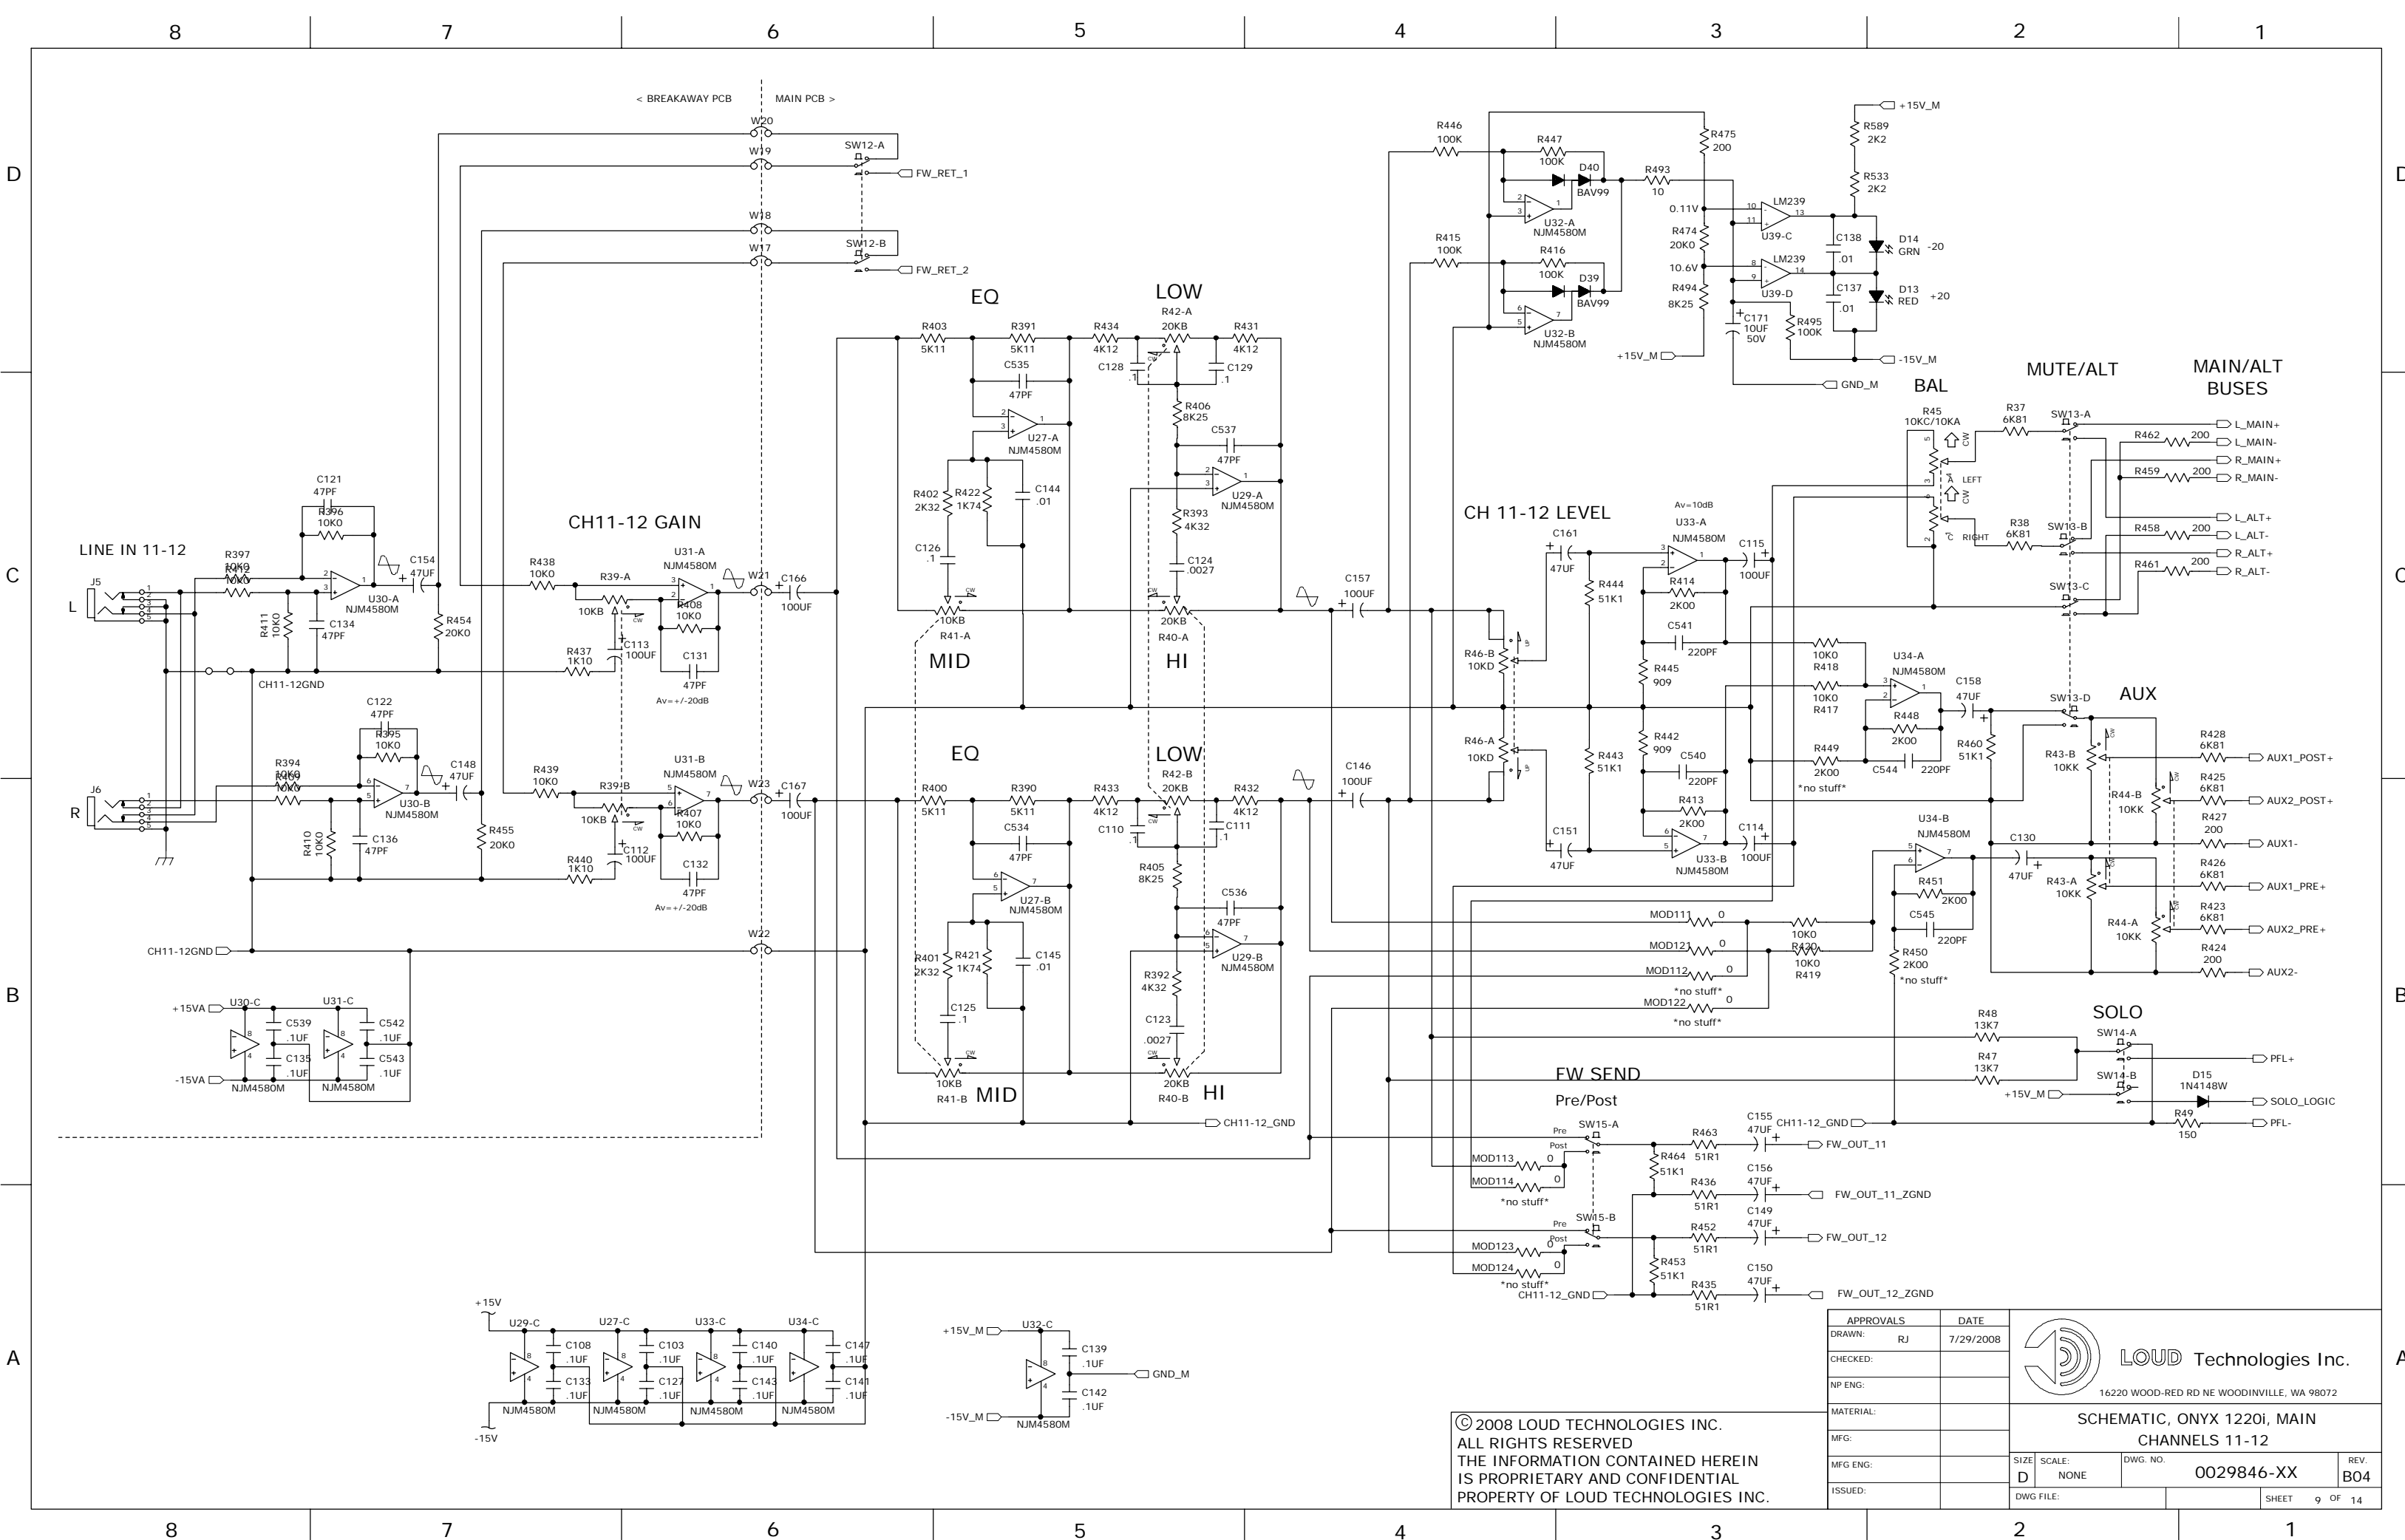 8 7 6 5 4 3 2 1
D
C
B
A
< BREAKAWAY PCB
MAIN PCB >
W20
W19
W18
W17
SW12-A
FW_RET_1
SW12-B
FW_RET_2
LINE IN 11-12
J5
L
R397
10K0
R412
10K0
C121
47PF
R396
10K0
U30-A
NJM4580M
R411
10K0
C134
47PF
C154
47UF
R454
20K0
CH11-12GND
J6
R
R394
10K0
R409
10K0
C122
47PF
R395
10K0
U30-B
NJM4580M
R410
10K0
C136
47PF
C148
47UF
R455
20K0
CH11-12 GAIN
R438
10K0
R39-A
10KB
CW
U31-A
NJM4580M
R408
10K0
C131
47PF
Av=+/-20dB
C113
100UF
R437
1K10
W21
C166
100UF
R439
10K0
R39-B
10KB
CW
U31-B
NJM4580M
R407
10K0
C132
47PF
Av=+/-20dB
C112
100UF
R440
1K10
W23
C167
100UF
CH11-12GND
W22
+15VA
-15VA
U30-C
U31-C
C539
.1UF
C135
.1UF
C542
.1UF
C543
.1UF
NJM4580M
NJM4580M
EQ
LOW
R403
5K11
R391
5K11
C535
47PF
U27-A
NJM4580M
R402
2K32
R422
1K74
C144
.01
C126
.1
10KB
R41-A
MID
R434
4K12
R42-A
20KB
R431
4K12
C128
.1
C129
.1
R406
8K25
C537
47PF
U29-A
NJM4580M
R393
4K32
C124
.0027
20KB
R40-A
HI
EQ
LOW
R400
5K11
R390
5K11
C534
47PF
U27-B
NJM4580M
R401
2K32
R421
1K74
C145
.01
C125
.1
10KB
R41-B
MID
R433
4K12
R42-B
20KB
R432
4K12
C110
.1
C111
.1
R405
8K25
C536
47PF
U29-B
NJM4580M
R392
4K32
C123
.0027
20KB
R40-B
HI
CH11-12_GND
R446
100K
R447
100K
D40
BAV99
U32-A
NJM4580M
R415
100K
R416
100K
D39
BAV99
U32-B
NJM4580M
R493
10
R475
200
0.11V
R474
20K0
10.6V
R494
8K25
+15V_M
LM239
U39-C
LM239
U39-D
C171
10UF
50V
R495
100K
GND_M
-15V_M
+15V_M
R589
2K2
R533
2K2
C138
.01
D14
GRN
-20
C137
.01
D13
RED
+20
CH 11-12 LEVEL
C157
100UF
R46-B
10KD
UP
C161
47UF
R444
51K1
Av=10dB
U33-A
NJM4580M
R414
2K00
C541
220PF
R445
909
C115
100UF
C146
100UF
R46-A
10KD
UP
C151
47UF
R443
51K1
R442
909
C540
220PF
R413
2K00
U33-B
NJM4580M
C114
100UF
10K0
R418
10K0
R417
U34-A
NJM4580M
R448
2K00
C544
220PF
R449
2K00
*no stuff*
C158
47UF
R460
51K1
BAL
R45
10KC/10KA
CW
A
LEFT
CW
C
RIGHT
R37
6K81
R38
6K81
MUTE/ALT
SW13-A
SW13-B
SW13-C
SW13-D
MAIN/ALT
BUSES
L_MAIN+
R462 200
L_MAIN-
R_MAIN+
R459 200
R_MAIN-
L_ALT+
R458 200
L_ALT-
R_ALT+
R461 200
R_ALT-
AUX
R43-B
10KK
R44-B
10KK
R43-A
10KK
R44-A
10KK
R428
6K81
AUX1_POST+
R425
6K81
AUX2_POST+
R427
200
AUX1-
R426
6K81
AUX1_PRE+
R423
6K81
AUX2_PRE+
R424
200
AUX2-
U34-B
NJM4580M
R451
2K00
C545
220PF
R450
2K00
*no stuff*
C130
47UF
MOD111 0
MOD121 0
MOD112 0
*no stuff*
MOD122 0
*no stuff*
10K0
R420
10K0
R419
SOLO
R48
13K7
R47
13K7
SW14-A
SW14-B
+15V_M
D15
1N4148W
PFL+
SOLO_LOGIC
R49
150
PFL-
CH11-12_GND
FW SEND
Pre/Post
SW15-A
Pre
Post
MOD113 0
MOD114 0
*no stuff*
R463
51R1
C155
47UF
FW_OUT_11
R464
51K1
R436
51R1
C156
47UF
FW_OUT_11_ZGND
SW15-B
Pre
Post
MOD123 0
MOD124 0
*no stuff*
R452
51R1
C149
47UF
FW_OUT_12
R453
51K1
CH11-12_GND
R435
51R1
C150
47UF
FW_OUT_12_ZGND
+15V
-15V
U29-C
U27-C
U33-C
U34-C
C108
.1UF
C133
.1UF
C103
.1UF
C127
.1UF
C140
.1UF
C143
.1UF
C147
.1UF
C141
.1UF
NJM4580M
NJM4580M
NJM4580M
NJM4580M
+15V_M
-15V_M
U32-C
C139
.1UF
GND_M
C142
.1UF
NJM4580M
© 2008 LOUD TECHNOLOGIES INC.
ALL RIGHTS RESERVED
THE INFORMATION CONTAINED HEREIN
IS PROPRIETARY AND CONFIDENTIAL
PROPERTY OF LOUD TECHNOLOGIES INC.
APPROVALS DATE
DRAWN: RJ 7/29/2008
CHECKED:
NP ENG:
MATERIAL:
MFG:
MFG ENG:
ISSUED:
LOUD Technologies Inc.
16220 WOOD-RED RD NE WOODINVILLE, WA 98072
SCHEMATIC, ONYX 1220i, MAIN
CHANNELS 11-12
SIZE D
SCALE: NONE
DWG. NO. 0029846-XX
REV. B04
DWG FILE:
SHEET 9 OF 14
8 7 6 5 4 3 2 1